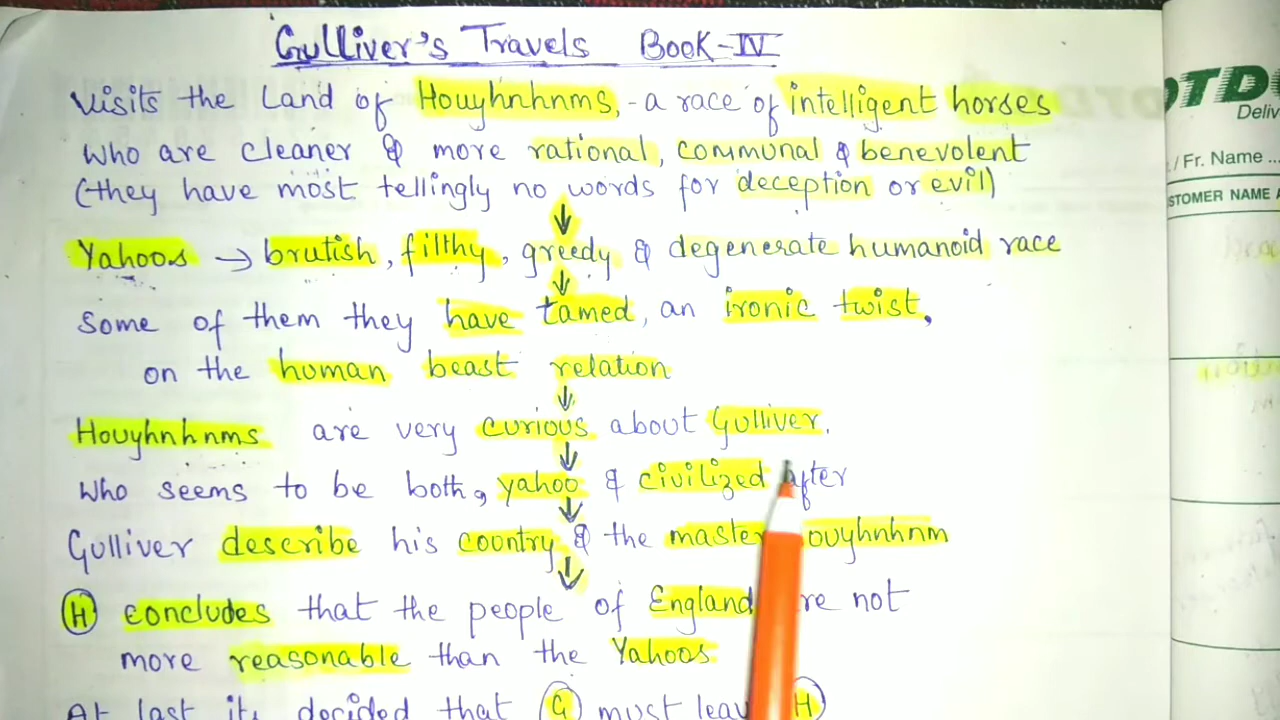 Gulliver's Travels Book-IV
Visits the Land of Houyhnhnms, - a race of intelligent horses
who are cleaner & more rational, communal & benevolent
(they have most tellingly no words for deception or evil)
Yahoos → brutish, filthy, greedy & degenerate humanoid race
Some of them they have tamed, an ironic twist,
on the human beast relation
Houyhnhnms are very curious about Gulliver.
Who seems to be both, yahoo & civilized after
Gulliver describe his country & the master ouyhnhnm
(H) concludes that the people of England re not
more reasonable than the Yahoos
At last its decided that (G) must leav (H)
OTD
Deliv
/ Fr. Name ...
STOMER NAME A